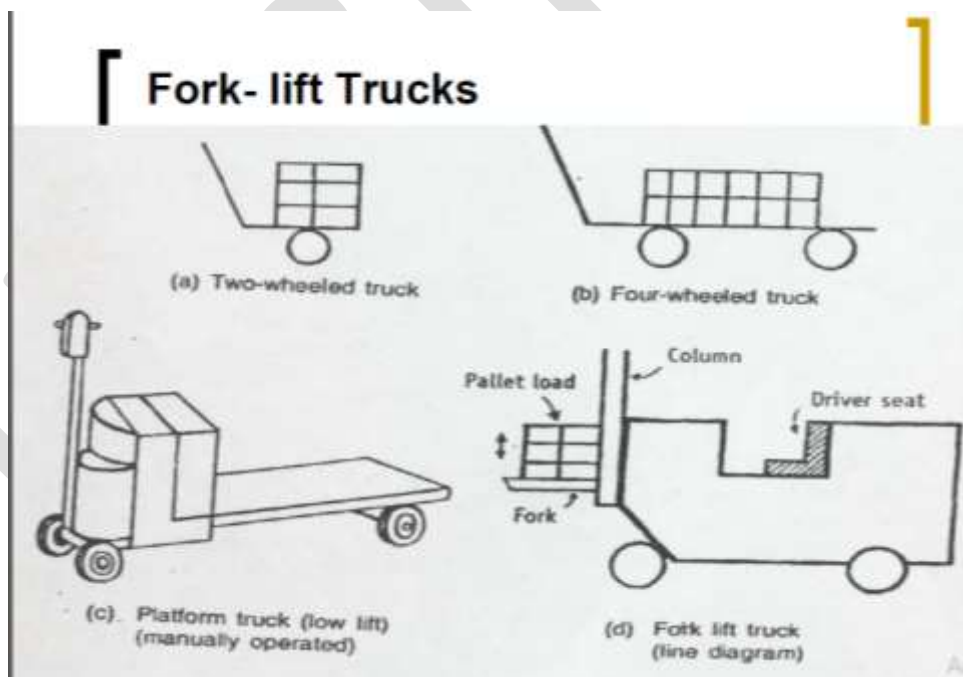 Fork- lift Trucks
(a) Two-wheeled truck
(b) Four-wheeled truck
Column
Pallet load
Driver seat
Fork
(c). Platform truck (low lift)
(manually operated)
(d) Fork lift truck
(line diagram)